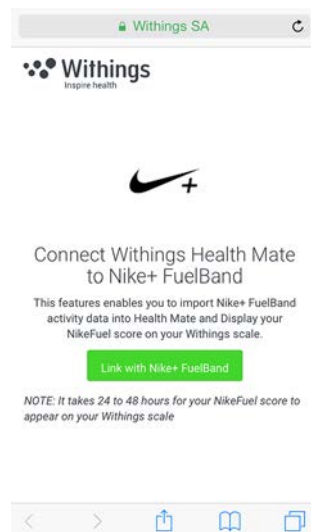 Withings SA
Withings
Inspire health
Connect Withings Health Mate
to Nike+ FuelBand
This features enables you to import Nike+ FuelBand
activity data into Health Mate and Display your
NikeFuel score on your Withings scale.
Link with Nike+ FuelBand
NOTE: It takes 24 to 48 hours for your NikeFuel score to
appear on your Withings scale